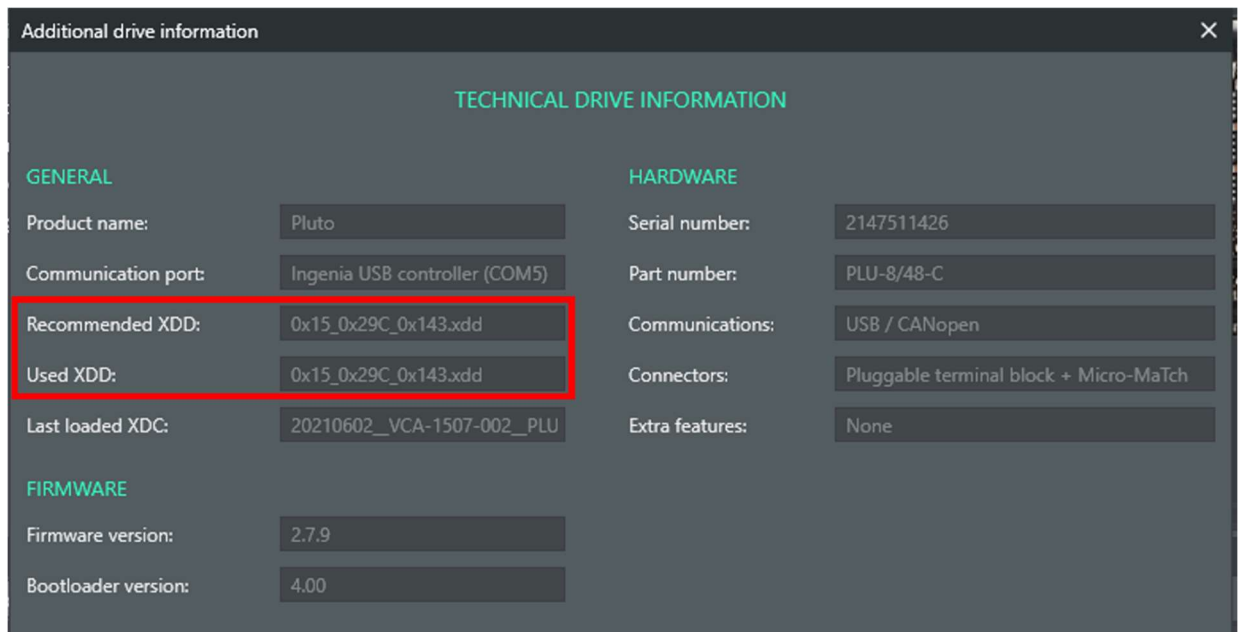 Additional drive information
TECHNICAL DRIVE INFORMATION
GENERAL
Product name: Pluto
Communication port: Ingenia USB controller (COM5)
Recommended XDD: 0x15_0x29C_0x143.xdd
Used XDD: 0x15_0x29C_0x143.xdd
Last loaded XDC: 20210602__VCA-1507-002__PLU
FIRMWARE
Firmware version: 2.7.9
Bootloader version: 4.00
HARDWARE
Serial number: 2147511426
Part number: PLU-8/48-C
Communications: USB / CANopen
Connectors: Pluggable terminal block + Micro-MaTch
Extra features: None